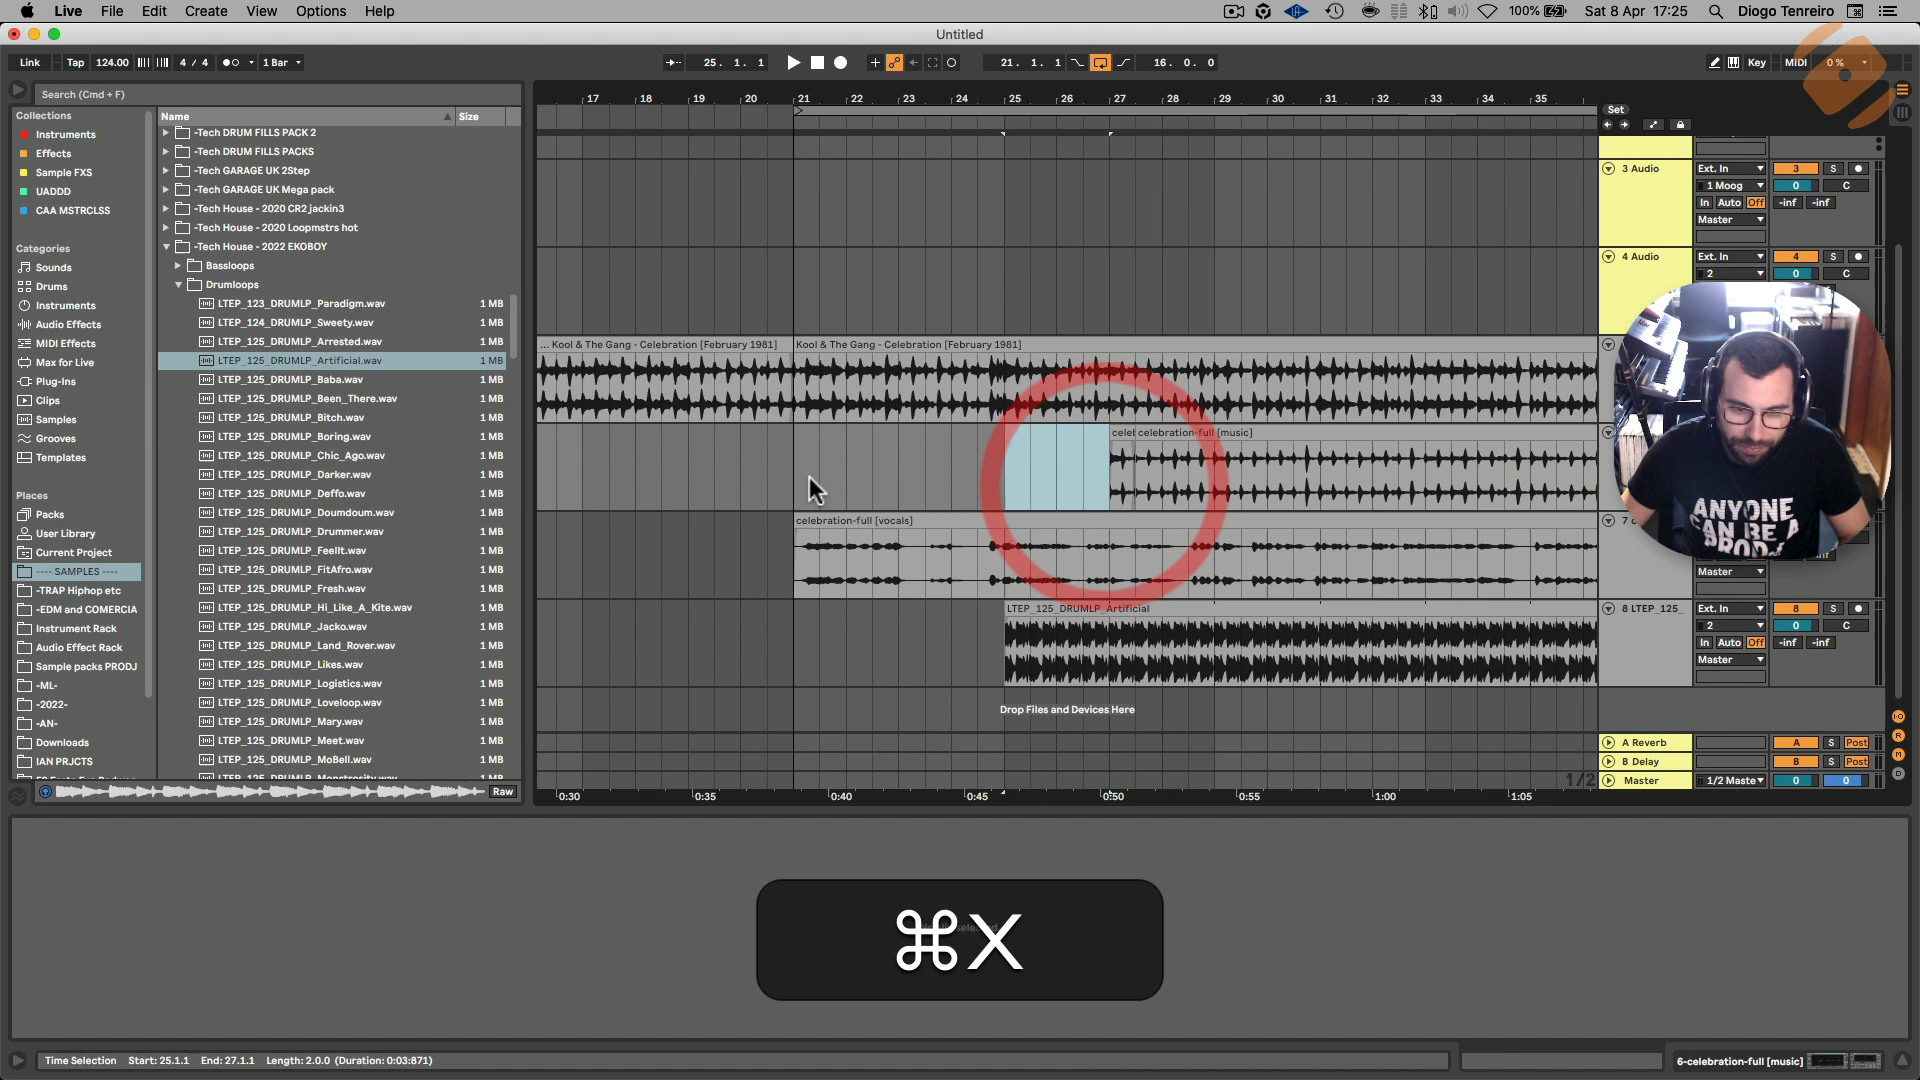 Live File Edit Create View Options Help
100% Sat 8 Apr 17:25 Diogo Tenreiro
Untitled
Link Tap 124.00 4 / 4 1 Bar 25. 1. 1 21. 1. 1 16. 0. 0 Key MIDI 0 %
Search (Cmd + F)
Collections
Instruments
Effects
Sample FXS
UADDD
CAA MSTRCLSS
Categories
Sounds
Drums
Instruments
Audio Effects
MIDI Effects
Max for Live
Plug-Ins
Clips
Samples
Grooves
Templates
Places
Packs
User Library
Current Project
---- SAMPLES ----
-TRAP Hiphop etc
-EDM and COMERCIA
Instrument Rack
Audio Effect Rack
Sample packs PRODJ
-ML-
-2022-
-AN-
Downloads
IAN PRJCTS
Name Size
-Tech DRUM FILLS PACK 2
-Tech DRUM FILLS PACKS
-Tech GARAGE UK 2Step
-Tech GARAGE UK Mega pack
-Tech House - 2020 CR2 jackin3
-Tech House - 2020 Loopmstrs hot
-Tech House - 2022 EKOBOY
Bassloops
Drumloops
LTEP_123_DRUMLP_Paradigm.wav 1 MB
LTEP_124_DRUMLP_Sweety.wav 1 MB
LTEP_125_DRUMLP_Arrested.wav 1 MB
LTEP_125_DRUMLP_Artificial.wav 1 MB
LTEP_125_DRUMLP_Baba.wav 1 MB
LTEP_125_DRUMLP_Been_There.wav 1 MB
LTEP_125_DRUMLP_Bitch.wav 1 MB
LTEP_125_DRUMLP_Boring.wav 1 MB
LTEP_125_DRUMLP_Chic_Ago.wav 1 MB
LTEP_125_DRUMLP_Darker.wav 1 MB
LTEP_125_DRUMLP_Deffo.wav 1 MB
LTEP_125_DRUMLP_Doumdoum.wav 1 MB
LTEP_125_DRUMLP_Drummer.wav 1 MB
LTEP_125_DRUMLP_FeelIt.wav 1 MB
LTEP_125_DRUMLP_FitAfro.wav 1 MB
LTEP_125_DRUMLP_Fresh.wav 1 MB
LTEP_125_DRUMLP_Hi_Like_A_Kite.wav 1 MB
LTEP_125_DRUMLP_Jacko.wav 1 MB
LTEP_125_DRUMLP_Land_Rover.wav 1 MB
LTEP_125_DRUMLP_Likes.wav 1 MB
LTEP_125_DRUMLP_Logistics.wav 1 MB
LTEP_125_DRUMLP_Loveloop.wav 1 MB
LTEP_125_DRUMLP_Mary.wav 1 MB
LTEP_125_DRUMLP_Meet.wav 1 MB
LTEP_125_DRUMLP_MoBell.wav 1 MB
Raw
17 18 19 20 21 22 23 24 25 26 27 28 29 30 31 32 33 34 35
Set
3 Audio Ext. In 3 S
1 Moog 0 C
In Auto Off -inf -inf
Master
4 Audio Ext. In 4 S
2 0 C
... Kool & The Gang - Celebration [February 1981] Kool & The Gang - Celebration [February 1981]
celet celebration-full [music]
ANYONE
CAN BE A
PROD
celebration-full [vocals] 7
Master
LTEP_125_DRUMLP_Artificial 8 LTEP_125_ Ext. In 8 S
2 0 C
In Auto Off -inf -inf
Master
Drop Files and Devices Here
A Reverb A S Post
B Delay B S Post
1/2 Master 1/2 Maste 0 0
0:30 0:35 0:40 0:45 0:50 0:55 1:00 1:05
⌘X
Time Selection Start: 25.1.1 End: 27.1.1 Length: 2.0.0 (Duration: 0:03:871)
6-celebration-full [music]